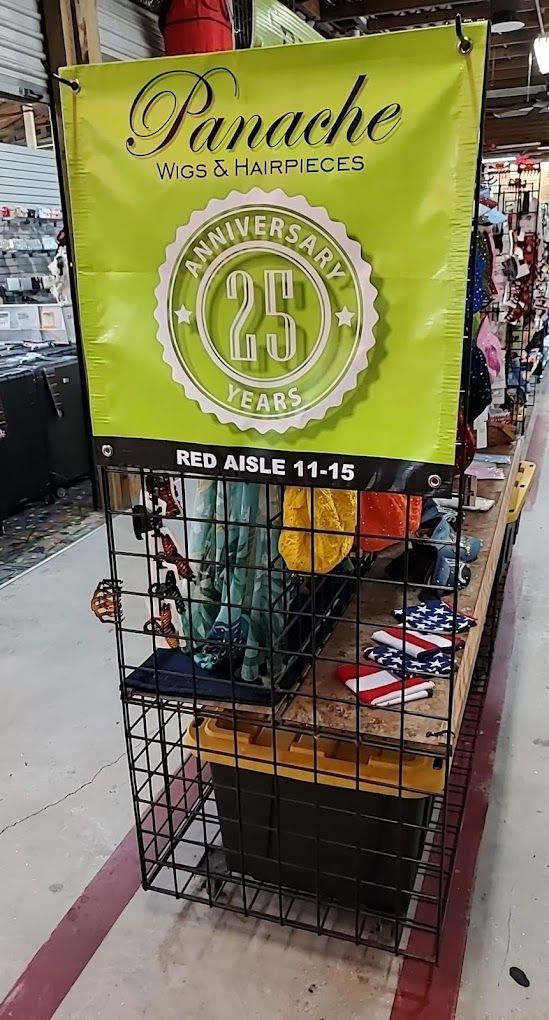 Panache
WIGS & HAIRPIECES
ANNIVERSARY
25
YEARS
RED AISLE 11-15